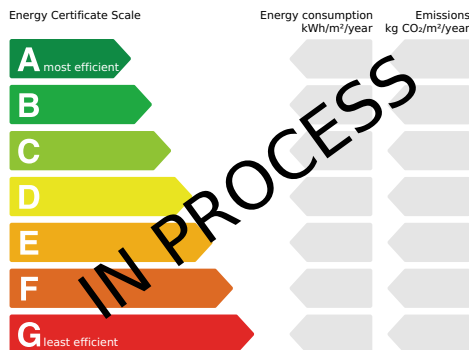 Energy Certificate Scale
Energy consumption
kWh/m²/year
Emissions
kg CO₂/m²/year
A most efficient
B
C
D
E
F
G least efficient
IN PROCESS